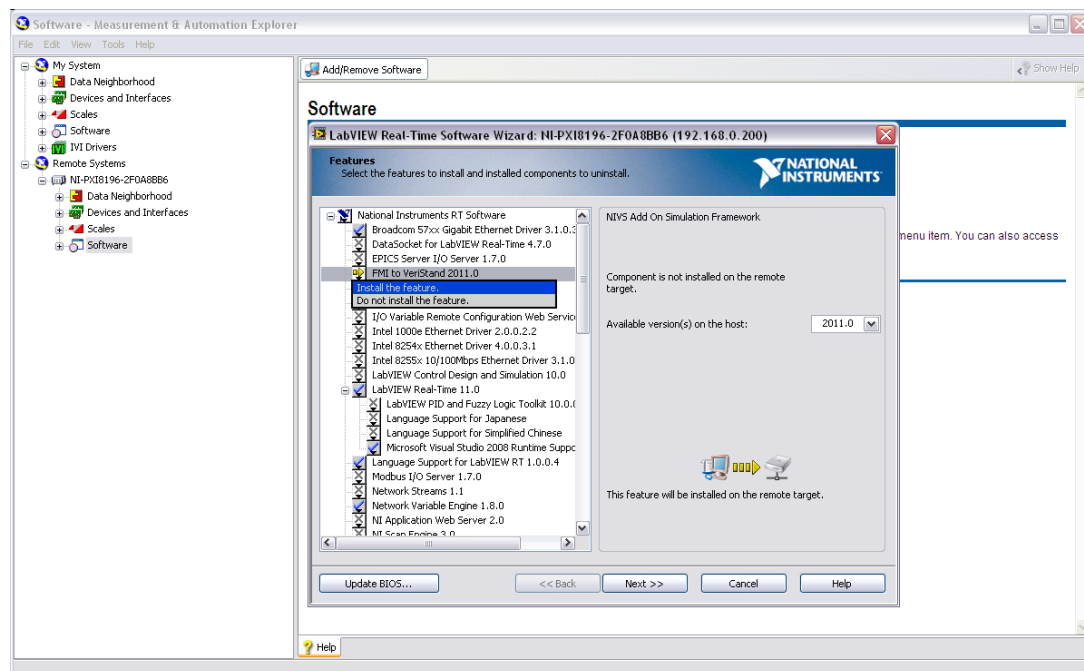 Software - Measurement & Automation Explorer
File Edit View Tools Help
My System
Data Neighborhood
Devices and Interfaces
Scales
Software
IVI Drivers
Remote Systems
NI-PXI8196-2F0A8BB6
Data Neighborhood
Devices and Interfaces
Scales
Software
Add/Remove Software
Show Help
Software
menu item. You can also access
LabVIEW Real-Time Software Wizard: NI-PXI8196-2F0A8BB6 (192.168.0.200)
Features
Select the features to install and installed components to uninstall.
NATIONAL
INSTRUMENTS
National Instruments RT Software
Broadcom 57xx Gigabit Ethernet Driver 3.1.0.3
DataSocket for LabVIEW Real-Time 4.7.0
EPICS Server I/O Server 1.7.0
FMI to VeriStand 2011.0
Install the feature.
Do not install the feature.
I/O Variable Remote Configuration Web Servic
Intel 1000e Ethernet Driver 2.0.0.2.2
Intel 8254x Ethernet Driver 4.0.0.3.1
Intel 8255x 10/100Mbps Ethernet Driver 3.1.0
LabVIEW Control Design and Simulation 10.0
LabVIEW Real-Time 11.0
LabVIEW PID and Fuzzy Logic Toolkit 10.0.(
Language Support for Japanese
Language Support for Simplified Chinese
Microsoft Visual Studio 2008 Runtime Suppo
Language Support for LabVIEW RT 1.0.0.4
Modbus I/O Server 1.7.0
Network Streams 1.1
Network Variable Engine 1.8.0
NI Application Web Server 2.0
NI Scan Engine 3.0
NIVS Add On Simulation Framework
Component is not installed on the remote
target.
Available version(s) on the host: 2011.0
This feature will be installed on the remote target.
Update BIOS... << Back Next >> Cancel Help
Help